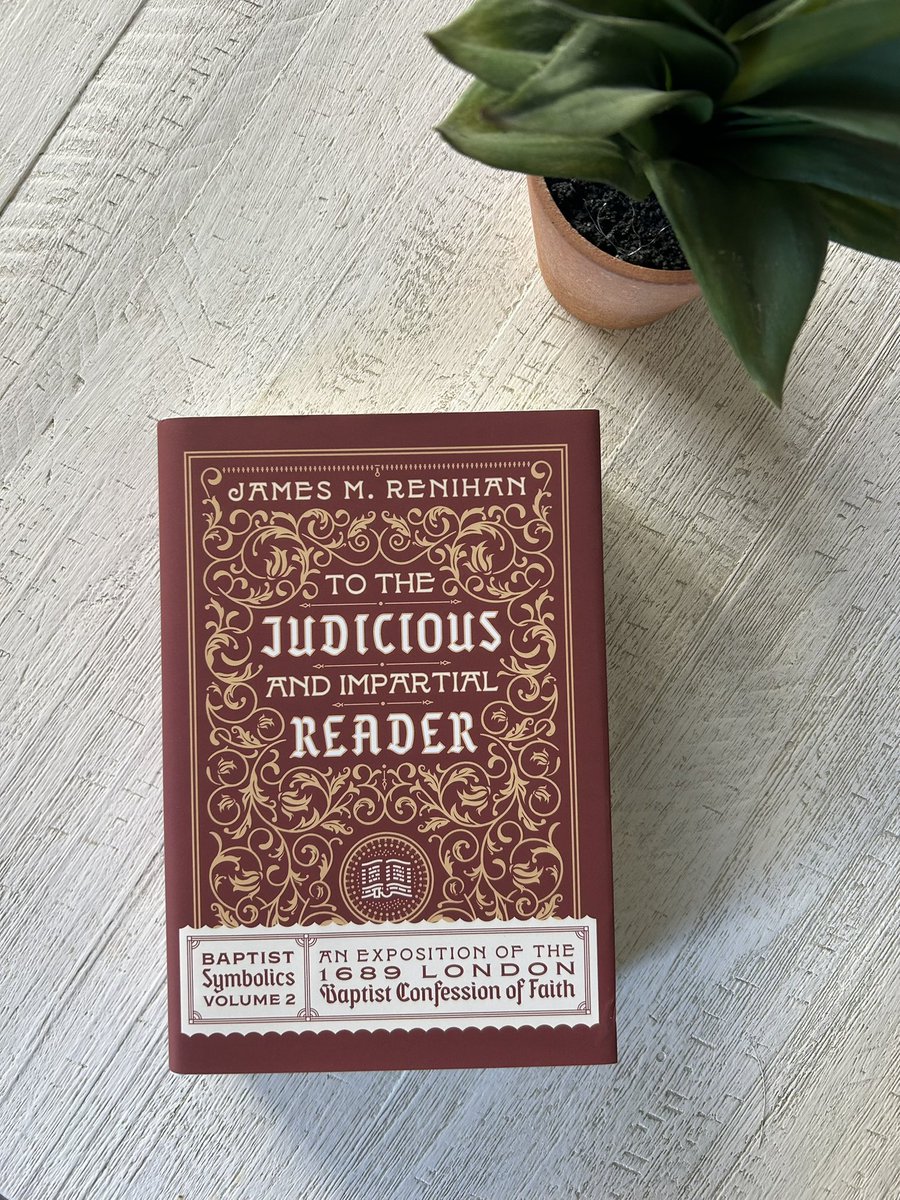 JAMES M. RENIHAN
TO THE
JUDICIOUS
AND IMPARTIAL
READER
BAPTIST
Symbolics
VOLUME 2
AN EXPOSITION OF THE
1689 LONDON
Baptist Confession of Faith